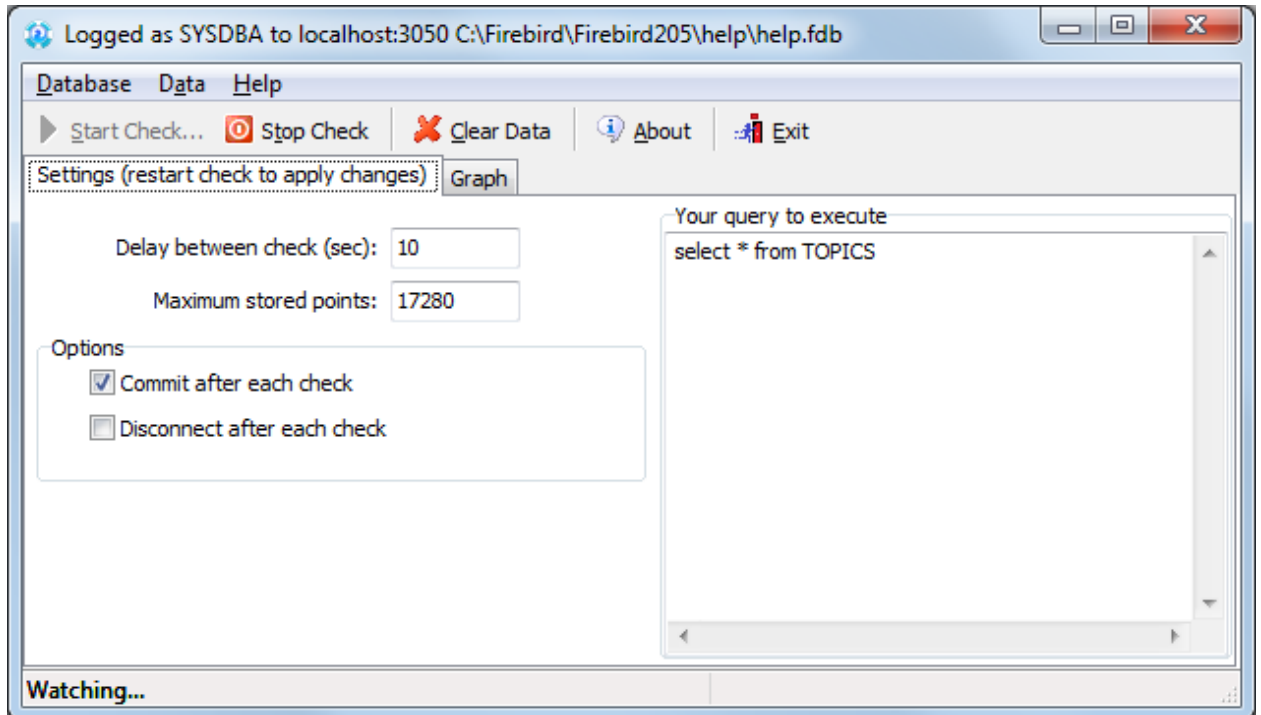 Logged as SYSDBA to localhost:3050 C:\Firebird\Firebird205\help\help.fdb
Database Data Help
Start Check... Stop Check Clear Data About Exit
Settings (restart check to apply changes) Graph
Delay between check (sec): 10
Maximum stored points: 17280
Options
Commit after each check
Disconnect after each check
Your query to execute
select * from TOPICS
Watching...